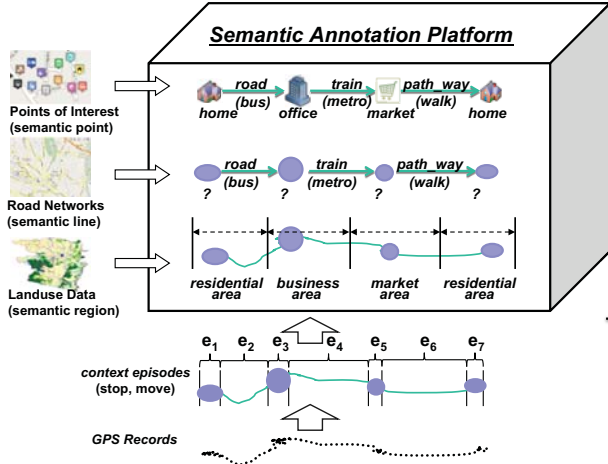 Semantic Annotation Platform
Points of Interest
(semantic point)
road train path_way
(bus) (metro) (walk)
home office market home
Road Networks
(semantic line)
road train path_way
(bus) (metro) (walk)
? ? ? ?
Landuse Data
(semantic region)
residential business market residential
area area area area
e1 e2 e3 e4 e5 e6 e7
context episodes
(stop, move)
GPS Records